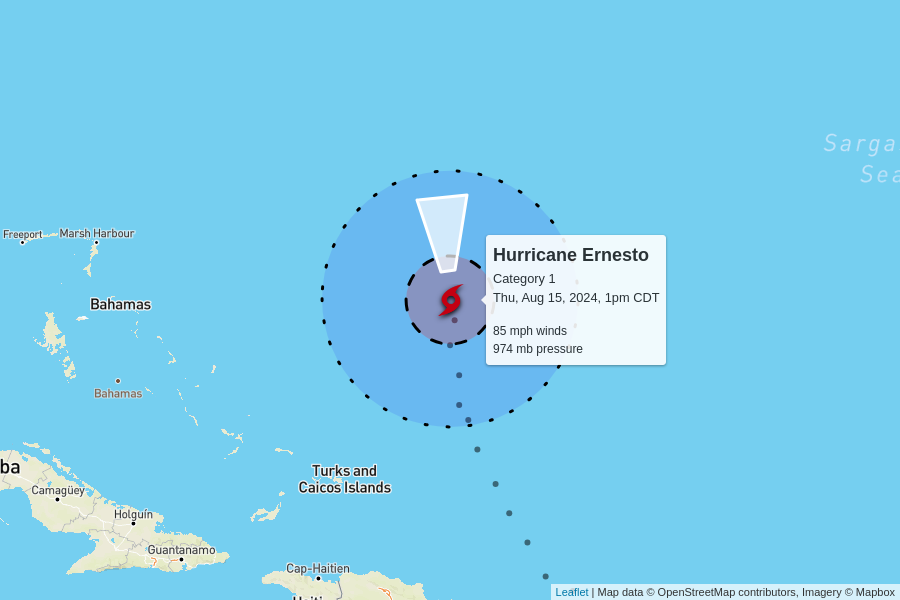 Sarga
Sea
Freeport
Marsh Harbour
Hurricane Ernesto
Category 1
Thu, Aug 15, 2024, 1pm CDT
85 mph winds
974 mb pressure
Bahamas
Bahamas
Turks and
Caicos Islands
ba
Camagüey
Holguín
Guantanamo
Cap-Haitien
Haiti
Leaflet | Map data © OpenStreetMap contributors, Imagery © Mapbox